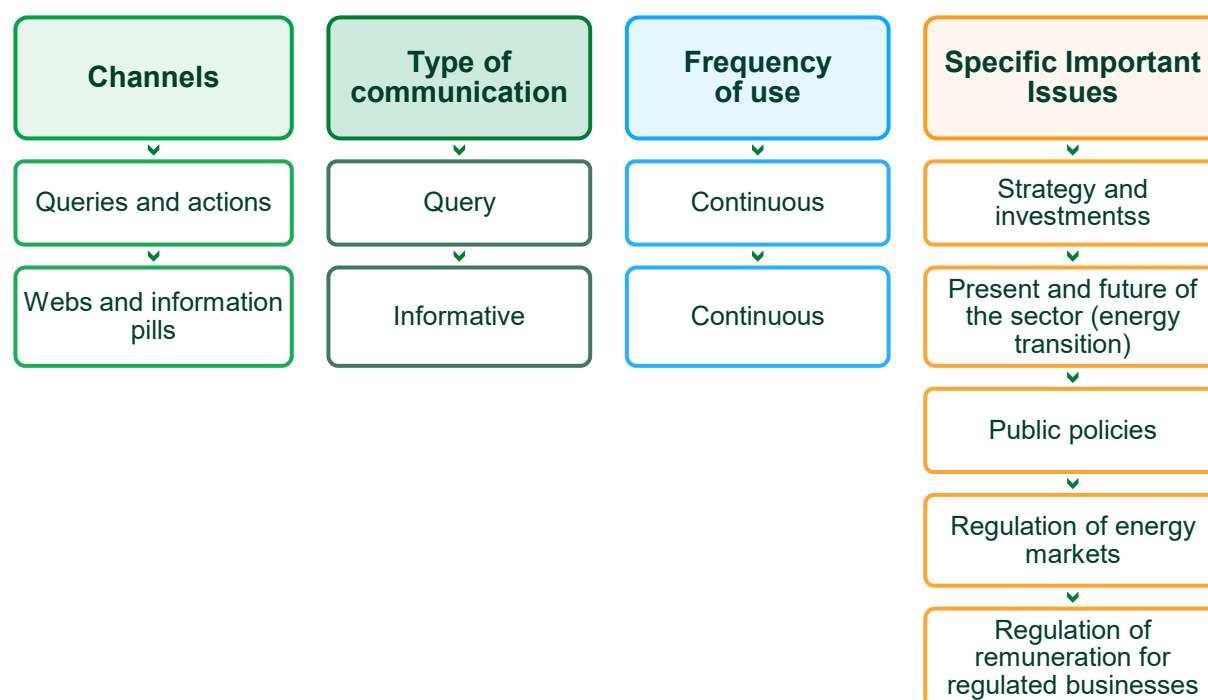 Channels
Queries and actions
Webs and information
pills
Type of
communication
Query
Informative
Frequency
of use
Continuous
Continuous
Specific Important
Issues
Strategy and
investmentss
Present and future of
the sector (energy
transition)
Public policies
Regulation of energy
markets
Regulation of
remuneration for
regulated businesses